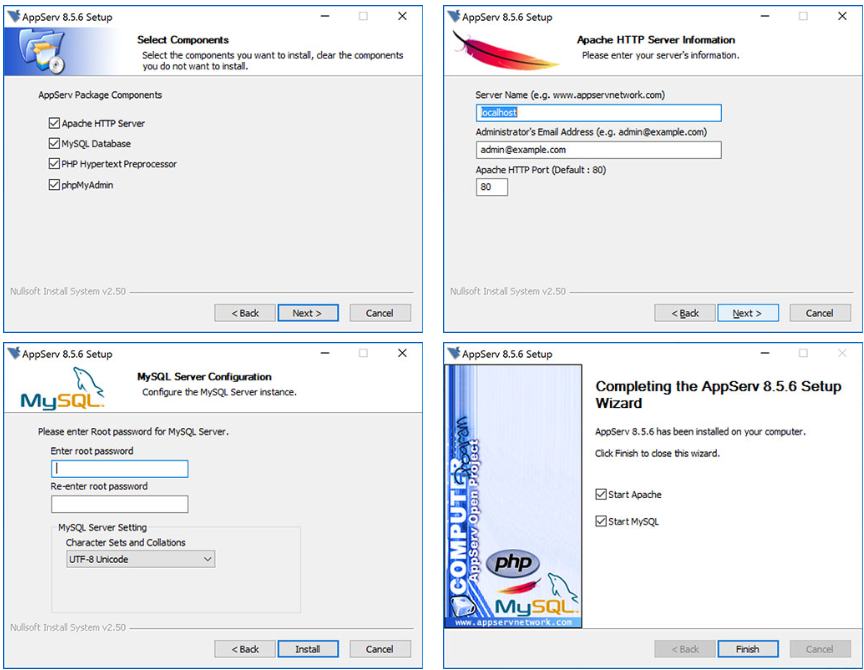 AppServ 8.5.6 Setup
Select Components
Select the components you want to install, clear the components
you do not want to install.
AppServ Package Components
Apache HTTP Server
MySQL Database
PHP Hypertext Preprocessor
phpMyAdmin
Nullsoft Install System v2.50
< Back
Next >
Cancel
AppServ 8.5.6 Setup
Apache HTTP Server Information
Please enter your server's information.
Server Name (e.g. www.appservnetwork.com)
localhost
Administrator's Email Address (e.g. admin@example.com)
admin@example.com
Apache HTTP Port (Default : 80)
80
Nullsoft Install System v2.50
< Back
Next >
Cancel
AppServ 8.5.6 Setup
MySQL
MySQL Server Configuration
Configure the MySQL Server instance.
Please enter Root password for MySQL Server.
Enter root password
Re-enter root password
MySQL Server Setting
Character Sets and Collations
UTF-8 Unicode
Nullsoft Install System v2.50
< Back
Install
Cancel
AppServ 8.5.6 Setup
COMPUTER
Program
AppServ Open Project
php
MySQL
www.appservnetwork.com
Completing the AppServ 8.5.6 Setup
Wizard
AppServ 8.5.6 has been installed on your computer.
Click Finish to close this wizard.
Start Apache
Start MySQL
< Back
Finish
Cancel